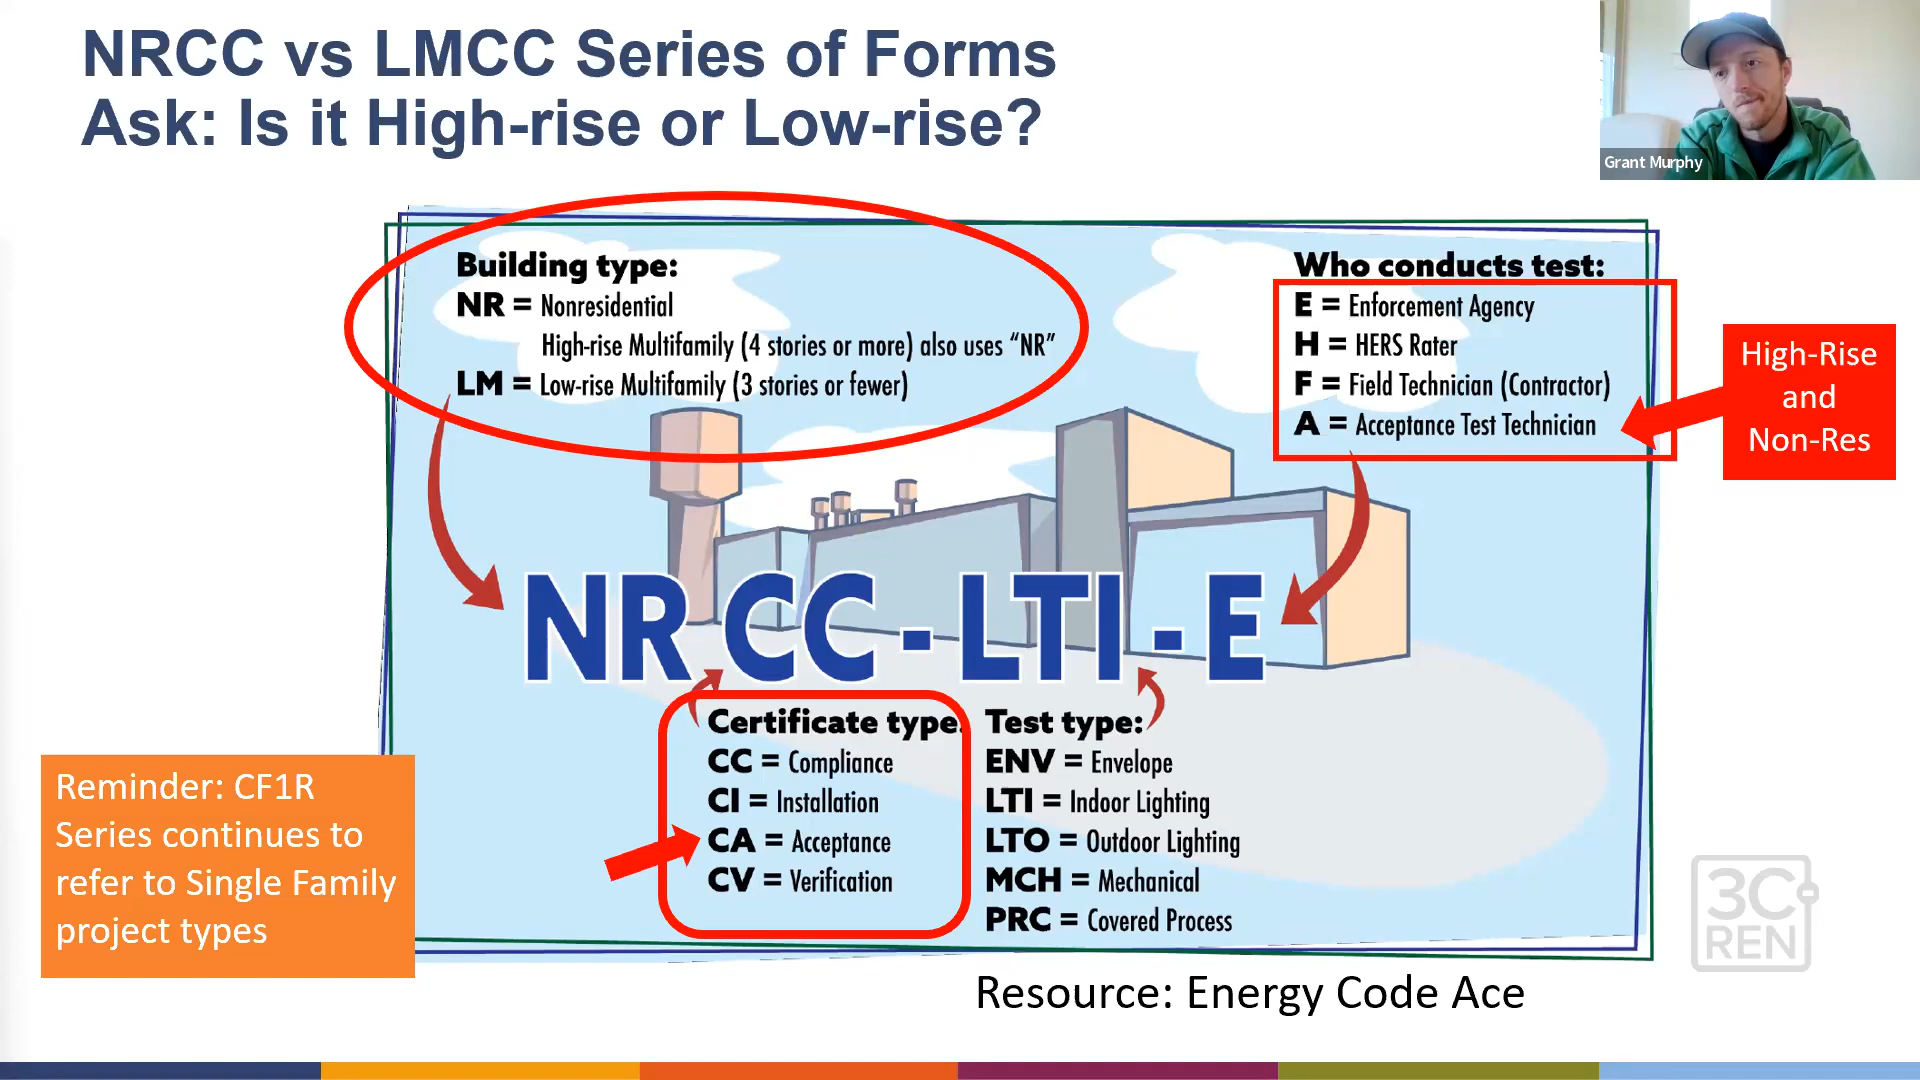 NRCC vs LMCC Series of Forms
Ask: Is it High-rise or Low-rise?
Grant Murphy
Building type:
NR = Nonresidential
High-rise Multifamily (4 stories or more) also uses “NR”
LM = Low-rise Multifamily (3 stories or fewer)
Who conducts test:
E = Enforcement Agency
H = HERS Rater
F = Field Technician (Contractor)
A = Acceptance Test Technician
High-Rise
and
Non-Res
NRCC - LTI - E
Certificate type:
CC = Compliance
CI = Installation
CA = Acceptance
CV = Verification
Test type:
ENV = Envelope
LTI = Indoor Lighting
LTO = Outdoor Lighting
MCH = Mechanical
PRC = Covered Process
Reminder: CF1R
Series continues to
refer to Single Family
project types
3C-
REN
Resource: Energy Code Ace